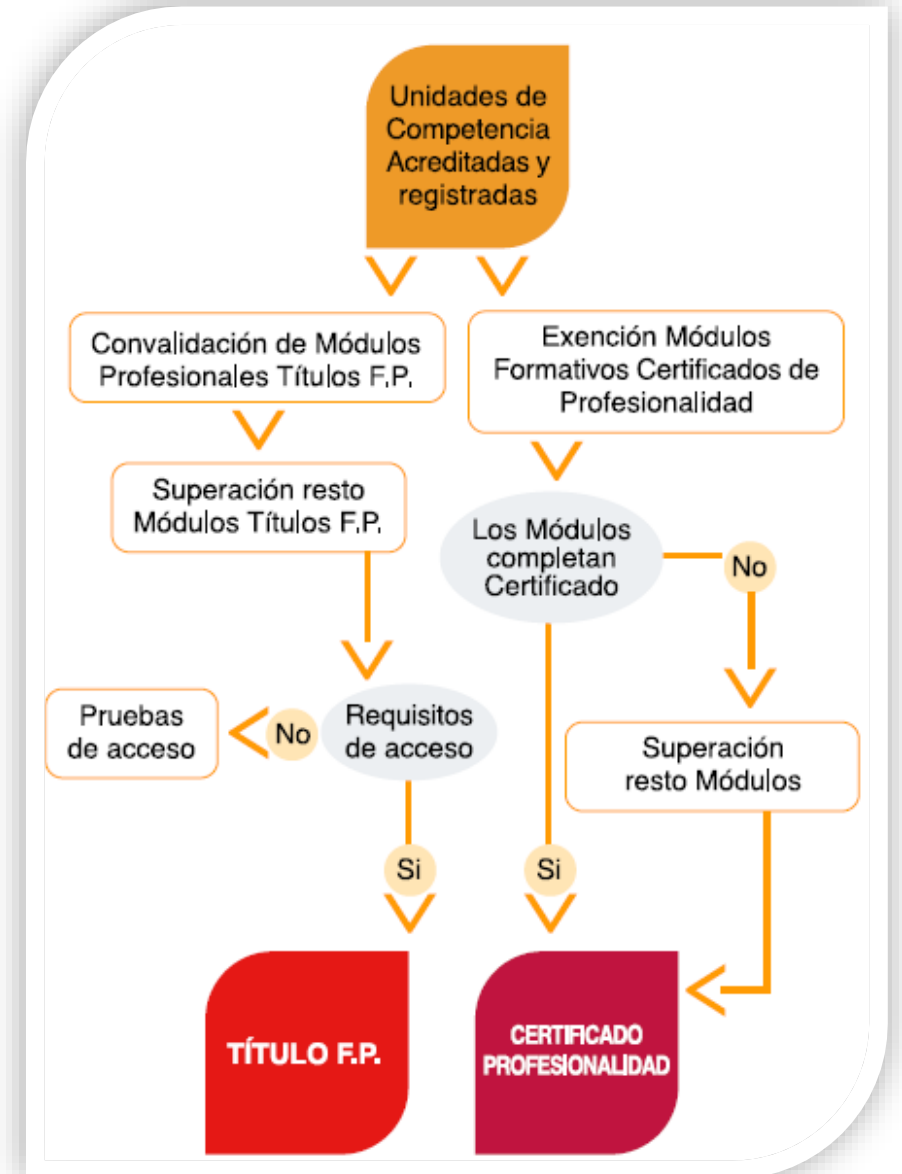 Unidades de
Competencia
Acreditadas y
registradas
Convalidación de Módulos
Profesionales Títulos F.P.
Exención Módulos
Formativos Certificados de
Profesionalidad
Superación resto
Módulos Títulos F.P.
Los Módulos
completan
Certificado
No
Pruebas
de acceso
No
Requisitos
de acceso
Superación
resto Módulos
Si
Si
TÍTULO F.P.
CERTIFICADO
PROFESIONALIDAD